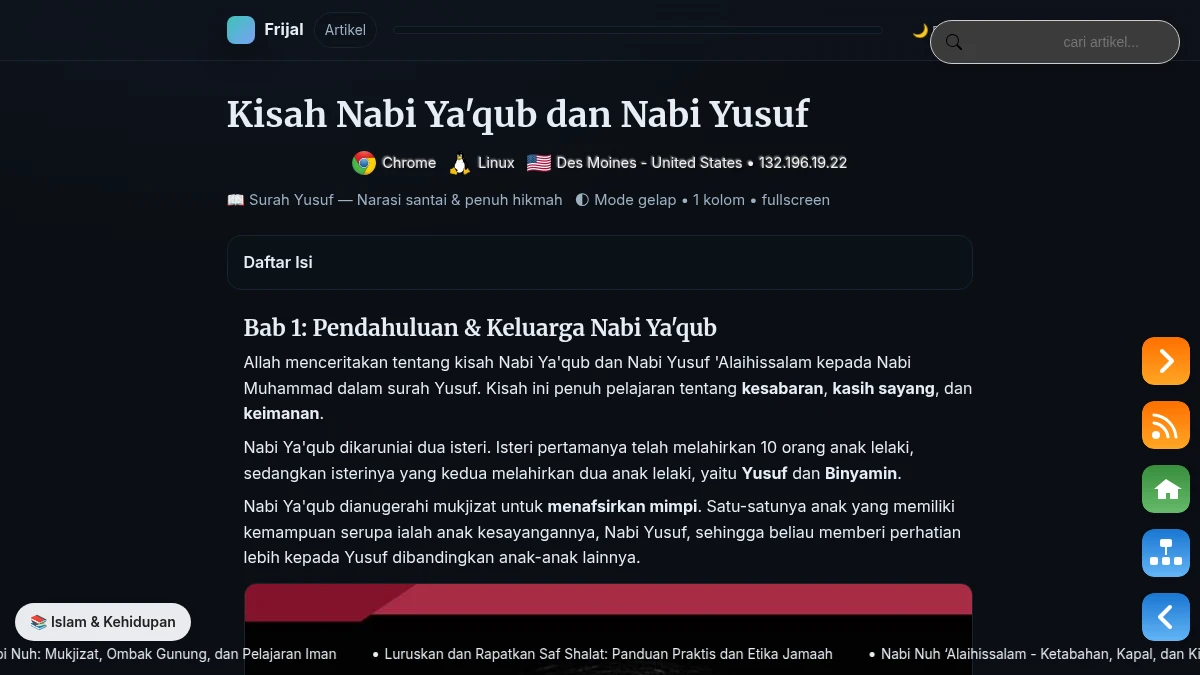 Frijal
Artikel
cari artikel...
Kisah Nabi Ya'qub dan Nabi Yusuf
Chrome Linux Des Moines - United States • 132.196.19.22
Surah Yusuf — Narasi santai & penuh hikmah Mode gelap • 1 kolom • fullscreen
Daftar Isi
Bab 1: Pendahuluan & Keluarga Nabi Ya'qub
Allah menceritakan tentang kisah Nabi Ya'qub dan Nabi Yusuf 'Alaihissalam kepada Nabi
Muhammad dalam surah Yusuf. Kisah ini penuh pelajaran tentang kesabaran, kasih sayang, dan
keimanan.
Nabi Ya'qub dikaruniai dua isteri. Isteri pertamanya telah melahirkan 10 orang anak lelaki,
sedangkan isterinya yang kedua melahirkan dua anak lelaki, yaitu Yusuf dan Binyamin.
Nabi Ya'qub dianugerahi mukjizat untuk menafsirkan mimpi. Satu-satunya anak yang memiliki
kemampuan serupa ialah anak kesayangannya, Nabi Yusuf, sehingga beliau memberi perhatian
lebih kepada Yusuf dibandingkan anak-anak lainnya.
Islam & Kehidupan
Nuh: Mukjizat, Ombak Gunung, dan Pelajaran Iman • Luruskan dan Rapatkan Saf Shalat: Panduan Praktis dan Etika Jamaah • Nabi Nuh ‘Alaihissalam - Ketabahan, Kapal, dan